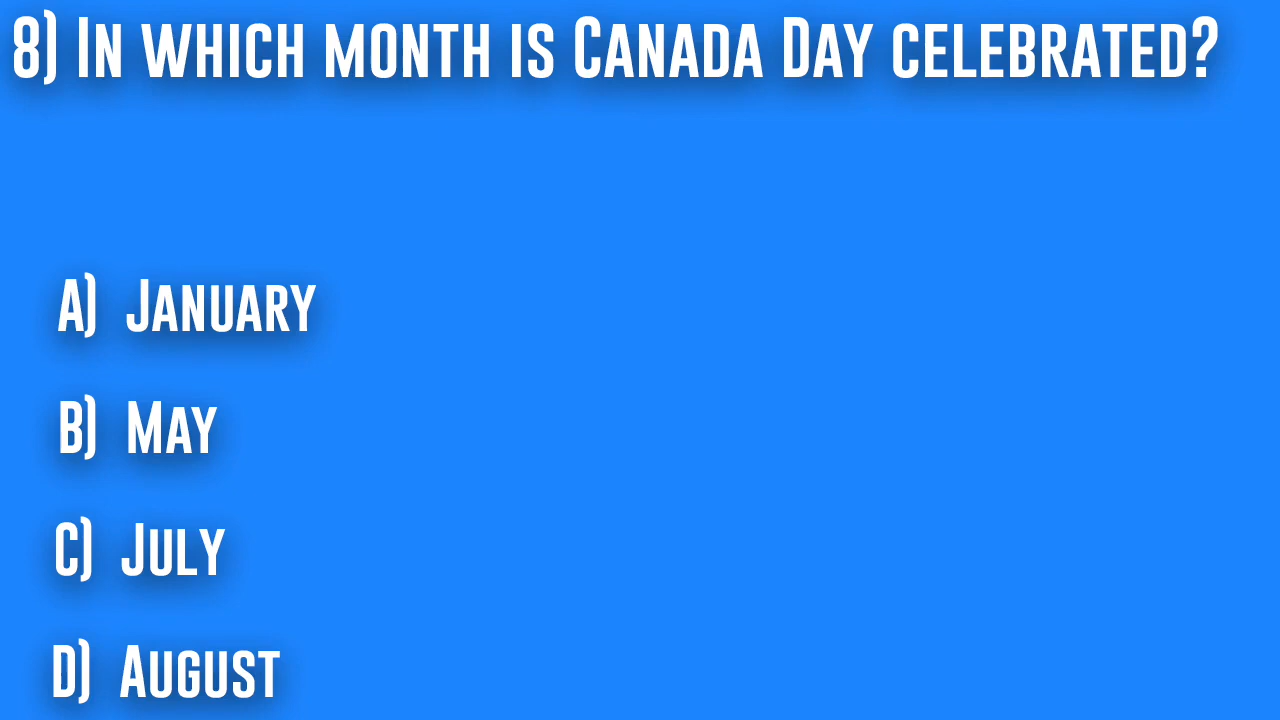 8) In which month is Canada Day celebrated?
A) January
B) May
C) July
D) August